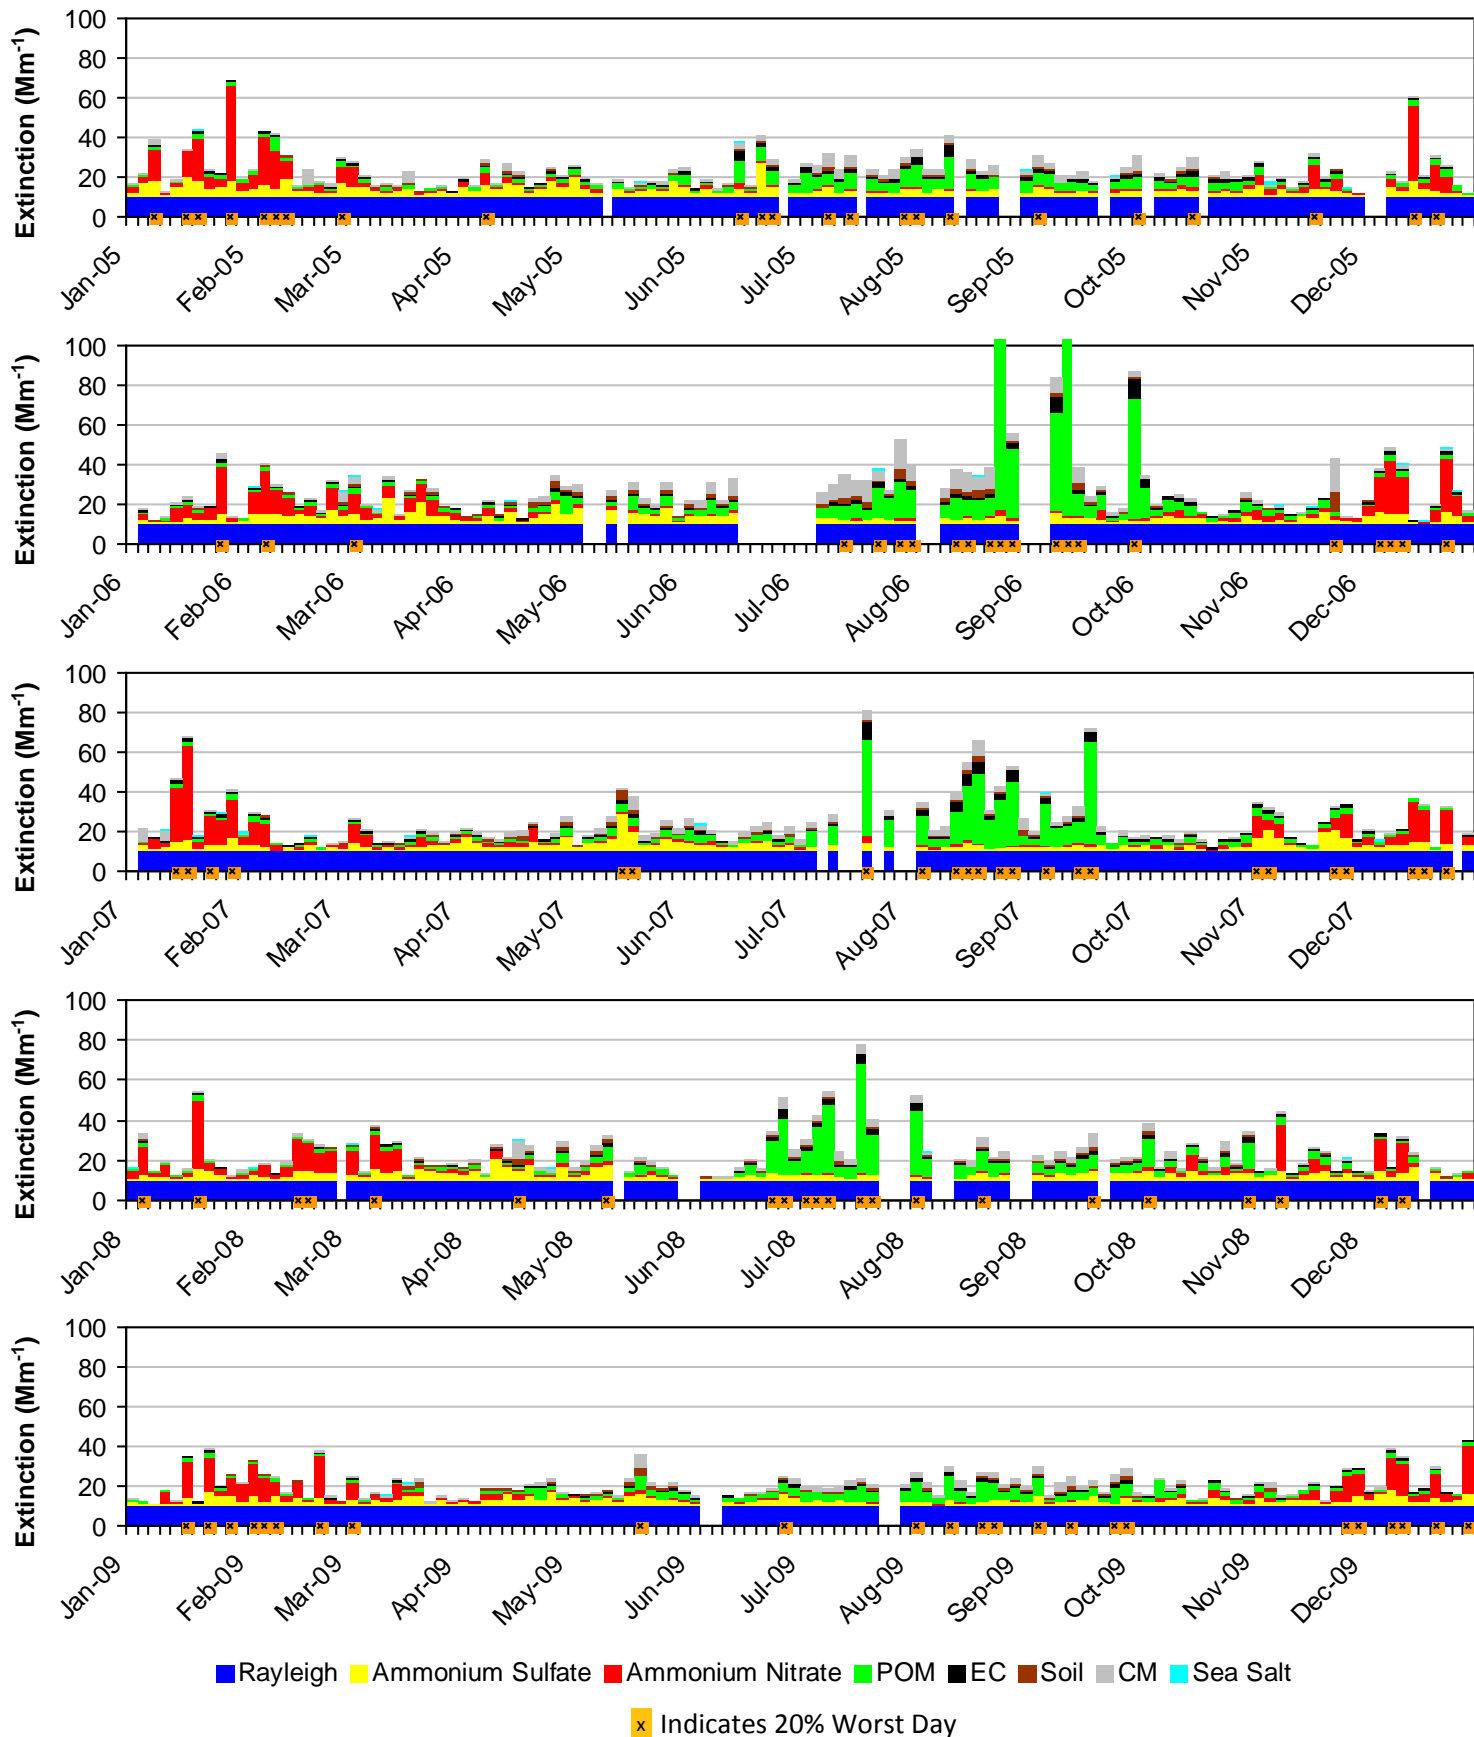 Extinction (Mm-1)
100
80
60
40
20
0
Jan-05 Feb-05 Mar-05 Apr-05 May-05 Jun-05 Jul-05 Aug-05 Sep-05 Oct-05 Nov-05 Dec-05
Extinction (Mm-1)
100
80
60
40
20
0
Jan-06 Feb-06 Mar-06 Apr-06 May-06 Jun-06 Jul-06 Aug-06 Sep-06 Oct-06 Nov-06 Dec-06
Extinction (Mm-1)
100
80
60
40
20
0
Jan-07 Feb-07 Mar-07 Apr-07 May-07 Jun-07 Jul-07 Aug-07 Sep-07 Oct-07 Nov-07 Dec-07
Extinction (Mm-1)
100
80
60
40
20
0
Jan-08 Feb-08 Mar-08 Apr-08 May-08 Jun-08 Jul-08 Aug-08 Sep-08 Oct-08 Nov-08 Dec-08
Extinction (Mm-1)
100
80
60
40
20
0
Jan-09 Feb-09 Mar-09 Apr-09 May-09 Jun-09 Jul-09 Aug-09 Sep-09 Oct-09 Nov-09 Dec-09
Rayleigh Ammonium Sulfate Ammonium Nitrate POM EC Soil CM Sea Salt
x Indicates 20% Worst Day